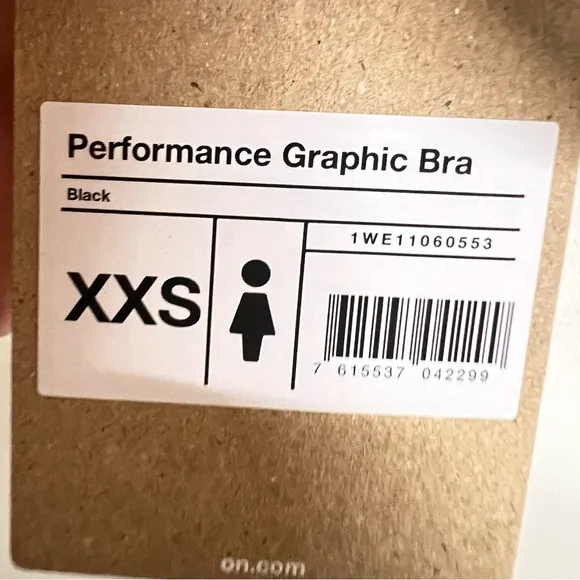 Performance Graphic Bra
Black
XXS
1WE11060553
7 615537 042299
on.com